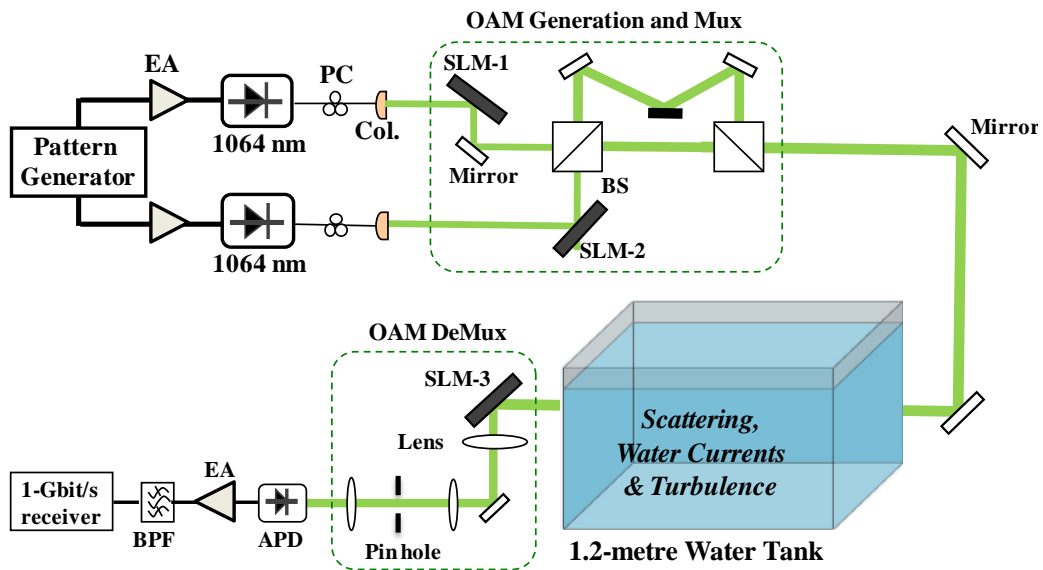 OAM Generation and Mux
SLM-1
EA
PC
Col.
1064 nm
Mirror
Mirror
Pattern
Generator
BS
SLM-2
1064 nm
OAM DeMux
SLM-3
Lens
Scattering,
Water Currents
& Turbulence
EA
1-Gbit/s
receiver
BPF
APD
Pinhole
1.2-metre Water Tank